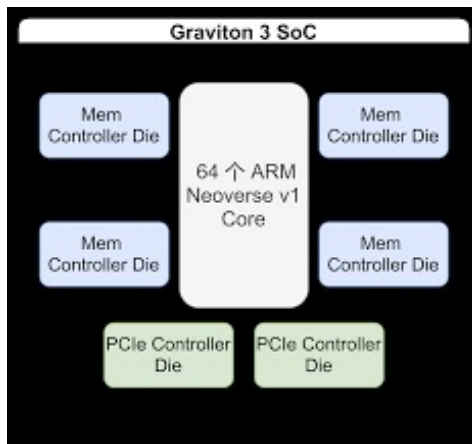 Graviton 3 SoC
Mem
Controller Die
Mem
Controller Die
64 个 ARM
Neoverse v1
Core
Mem
Controller Die
Mem
Controller Die
PCIe Controller
Die
PCIe Controller
Die